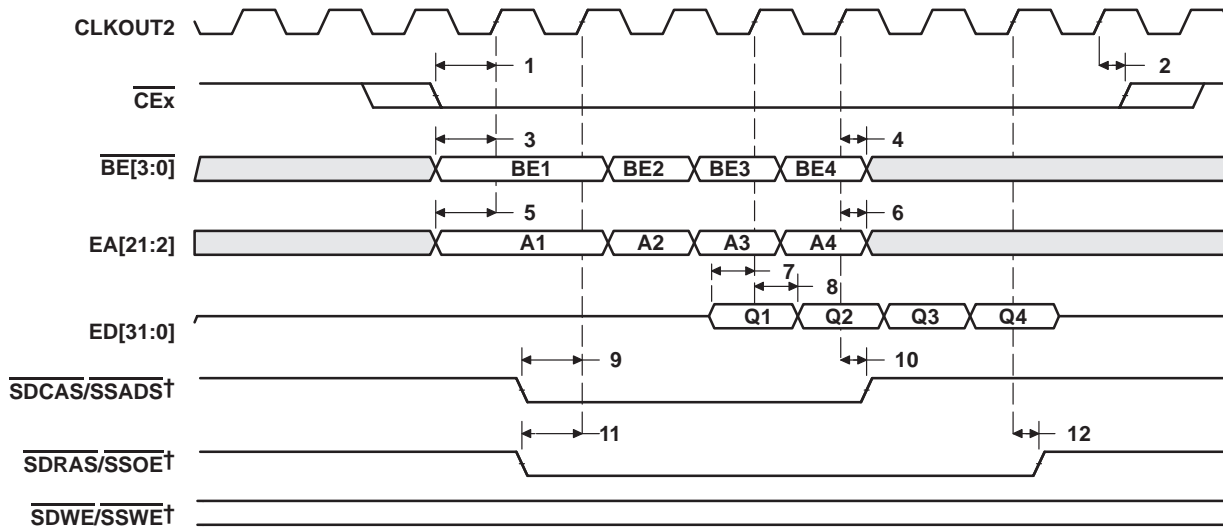 CLKOUT2
1
2
CEx
3
4
BE[3:0]
BE1
BE2
BE3
BE4
5
6
EA[21:2]
A1
A2
A3
A4
7
8
ED[31:0]
Q1
Q2
Q3
Q4
9
10
SDCAS/SSADS†
11
12
SDRAS/SSOE†
SDWE/SSWE†